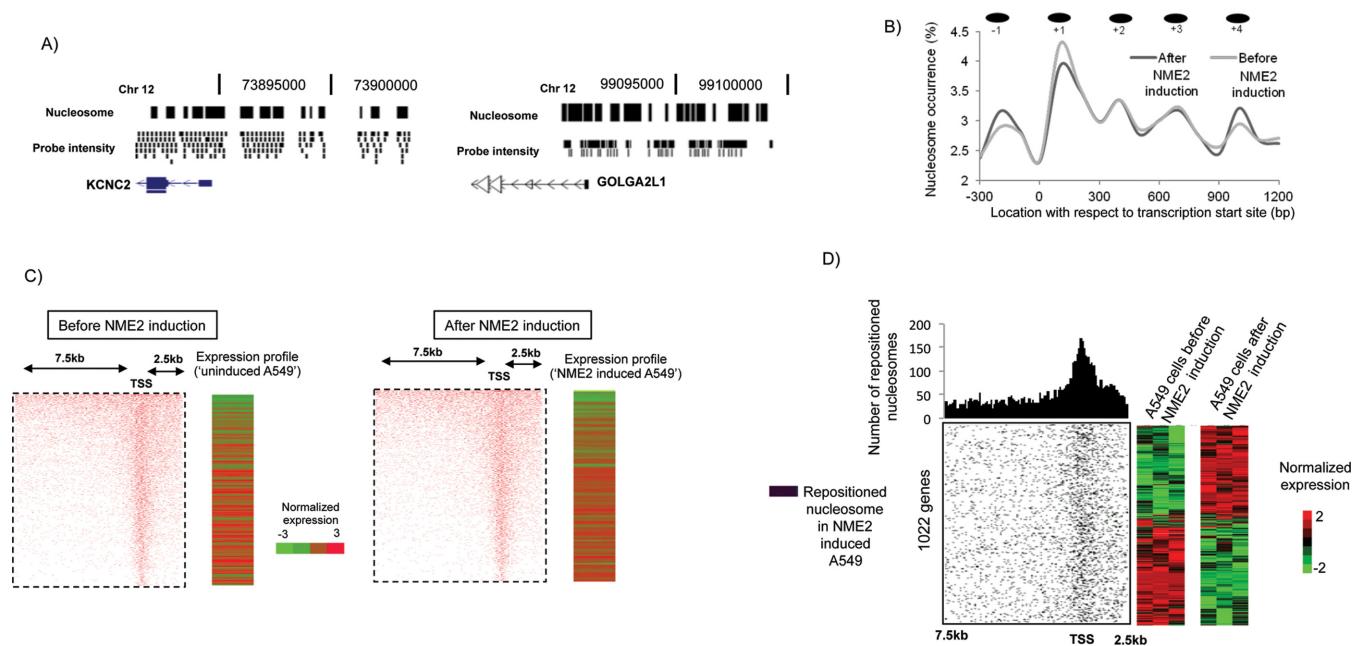 A)
Chr 12
73895000
73900000
Nucleosome
Probe intensity
KCNC2
Chr 12
99095000
99100000
Nucleosome
Probe intensity
GOLGA2L1
B)
-1
+1
+2
+3
+4
Nucleosome occurrence (%)
4.5
4
3.5
3
2.5
2
After
NME2
induction
Before
NME2
induction
-300
0
300
600
900
1200
Location with respect to transcription start site (bp)
C)
Before NME2 induction
7.5kb
2.5kb
TSS
Expression profile
('uninduced A549')
Normalized
expression
-3
3
After NME2 induction
7.5kb
2.5kb
TSS
Expression profile
('NME2 induced A549')
D)
Number of repositioned
nucleosomes
200
150
100
50
0
A549 cells before
NME2 induction
A549 cells after
NME2 induction
Repositioned
nucleosome
in NME2
induced
A549
1022 genes
7.5kb
TSS
2.5kb
Normalized
expression
2
-2